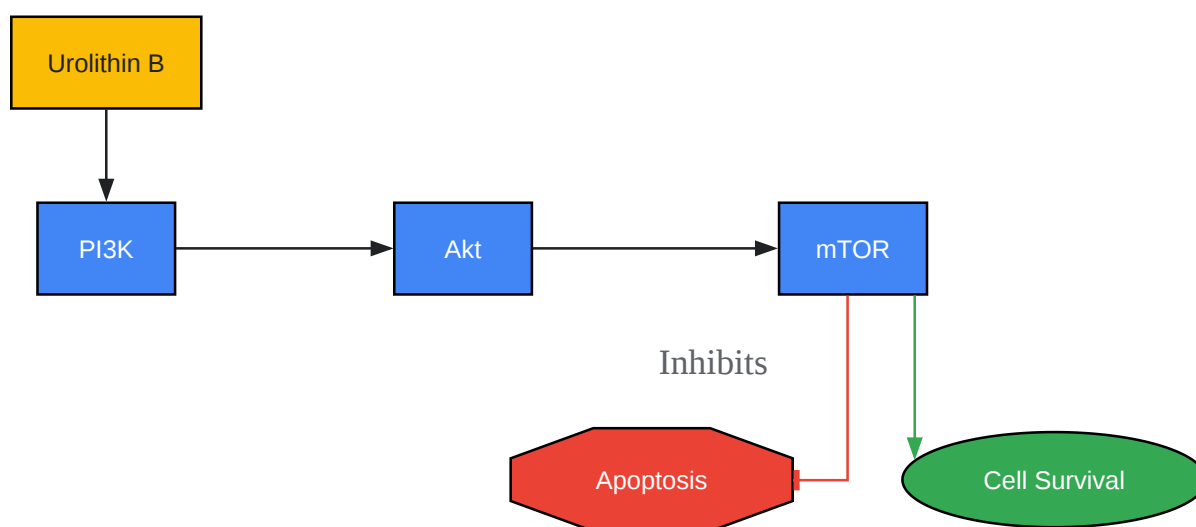 Urolithin B
PI3K
Akt
mTOR
Inhibits
Apoptosis
Cell Survival